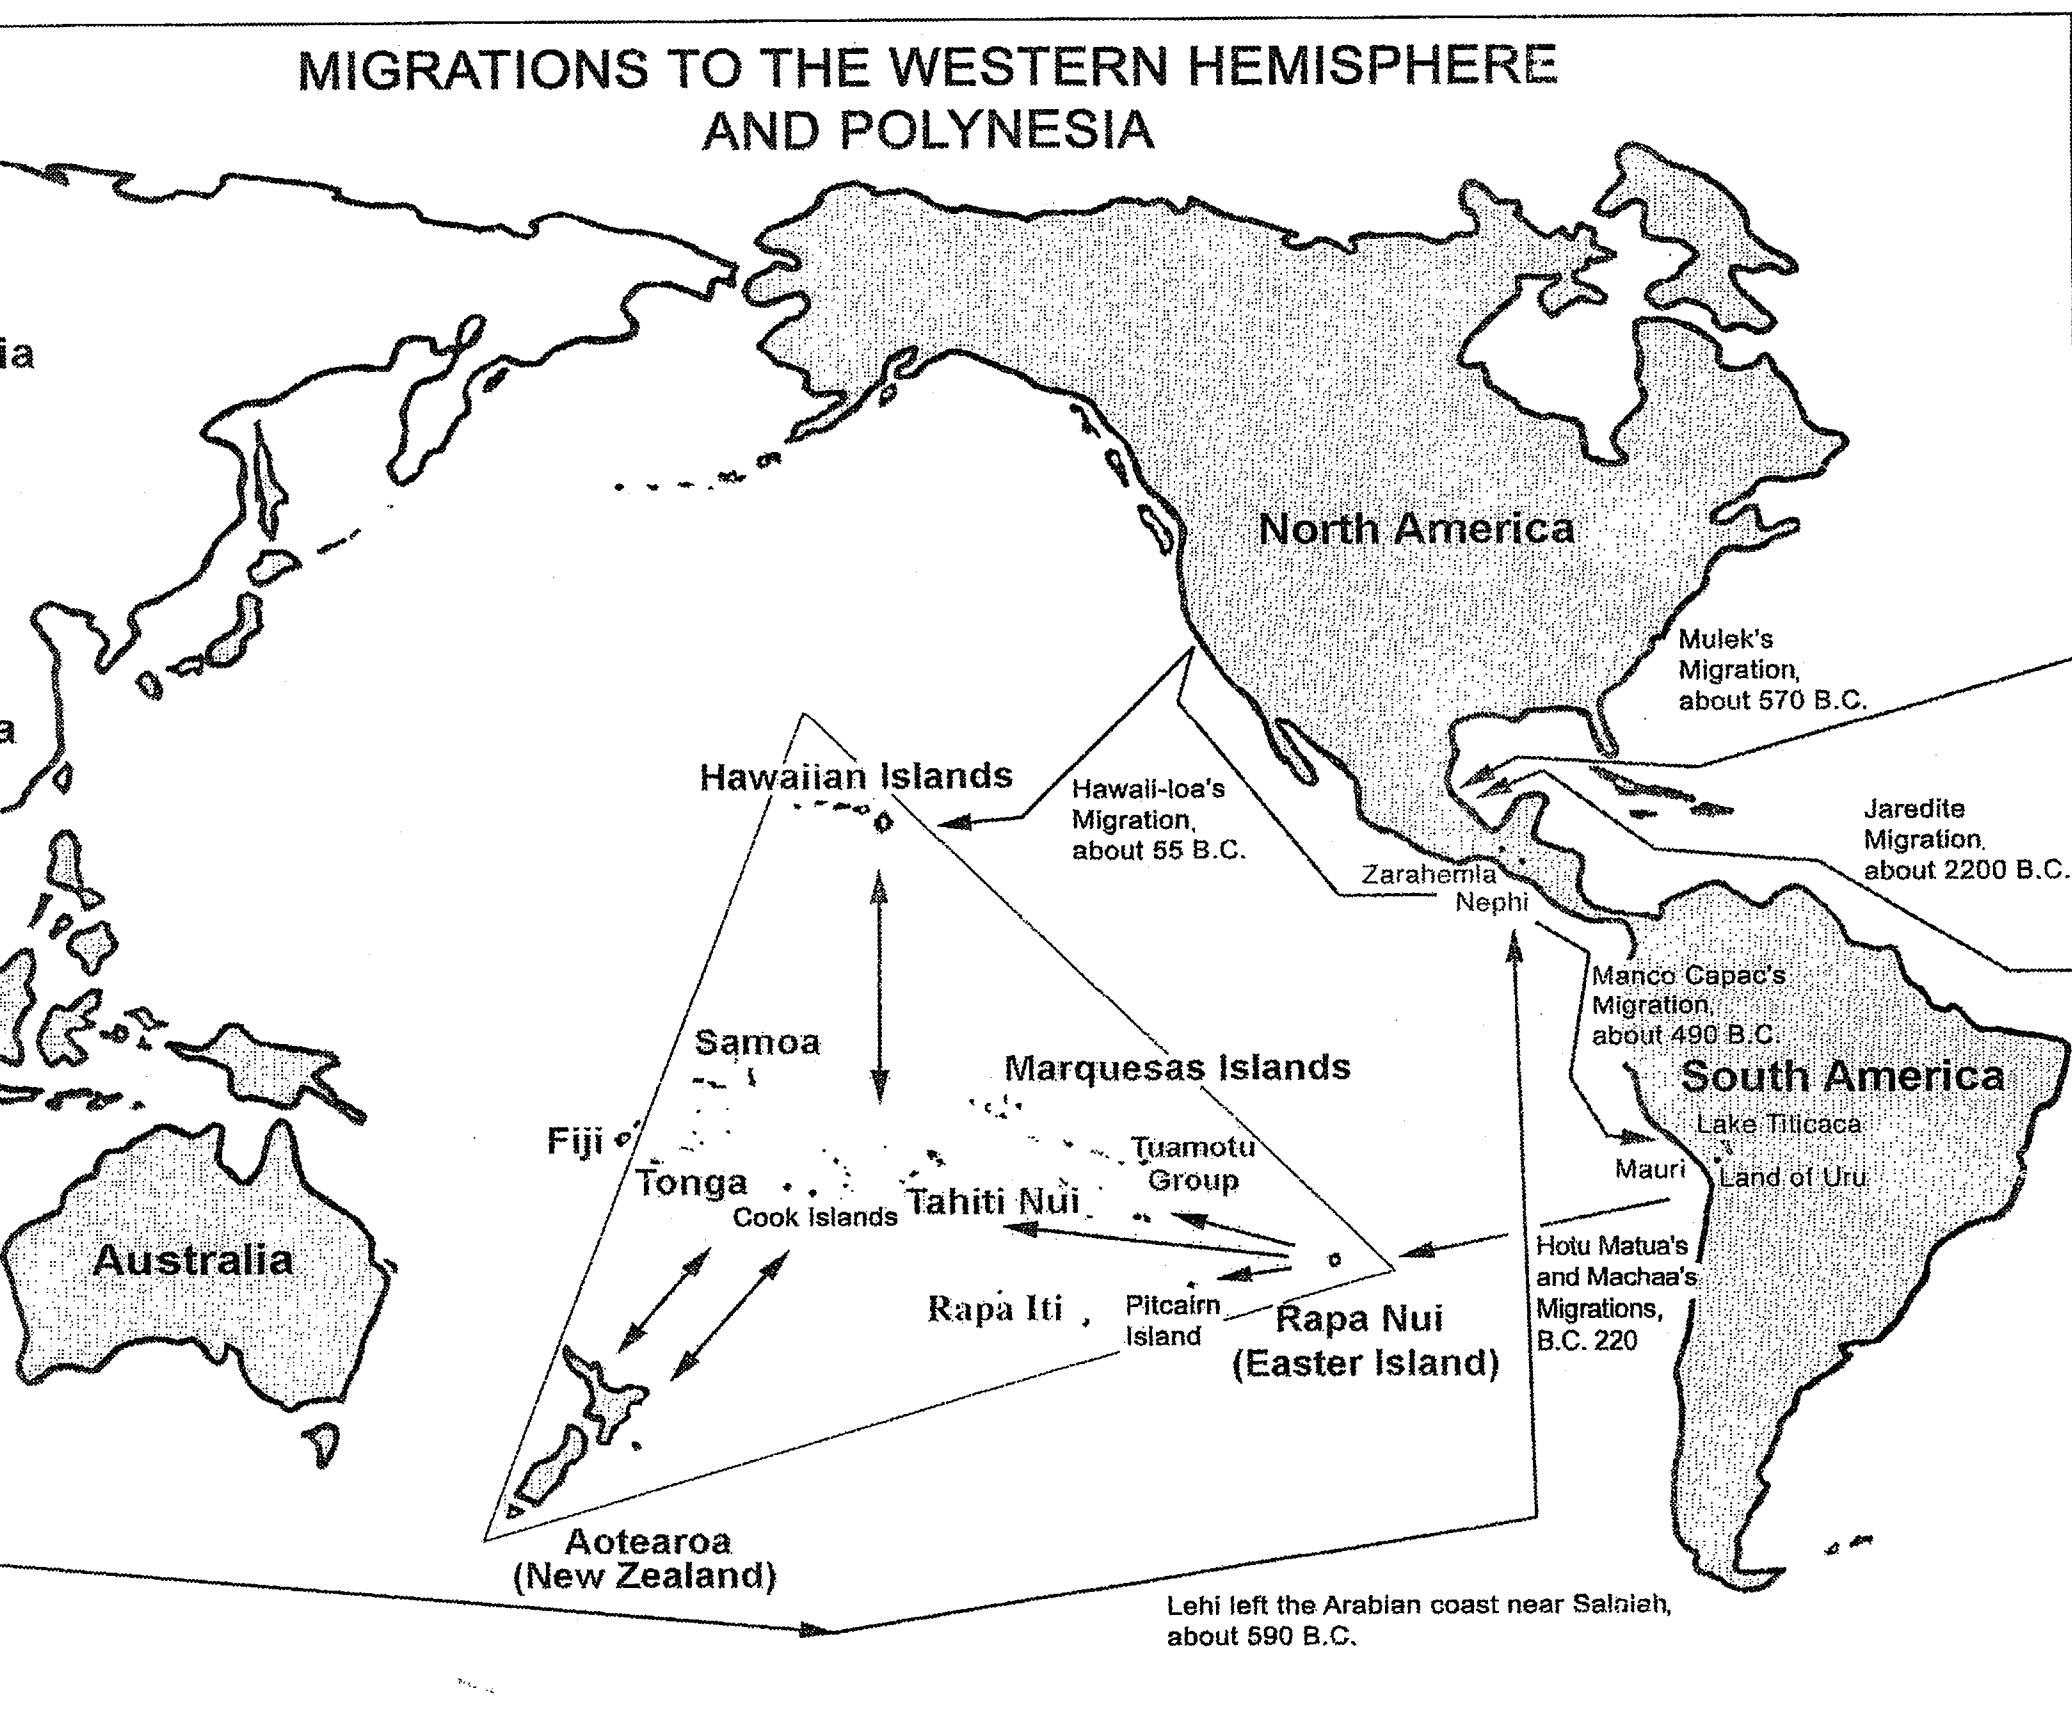 MIGRATIONS TO THE WESTERN HEMISPHERE
AND POLYNESIA
ia
North America
Mulek's
Migration,
about 570 B.C.
a
Hawaiian Islands
Hawaii-loa's
Migration,
about 55 B.C.
Jaredite
Migration,
about 2200 B.C.
Zarahemla
Nephi
Manco Capac's
Migration,
about 490 B.C.
Samoa
Marquesas Islands
South America
Lake Titicaca
Fiji
Tuamotu
Group
Mauri
Land of Uru
Tonga
Tahiti Nui
Cook Islands
Australia
Hotu Matua's
and Machaa's
Migrations,
B.C. 220
Rapa Iti
Pitcairn
Island
Rapa Nui
(Easter Island)
Aotearoa
(New Zealand)
Lehi left the Arabian coast near
about 590 B.C.